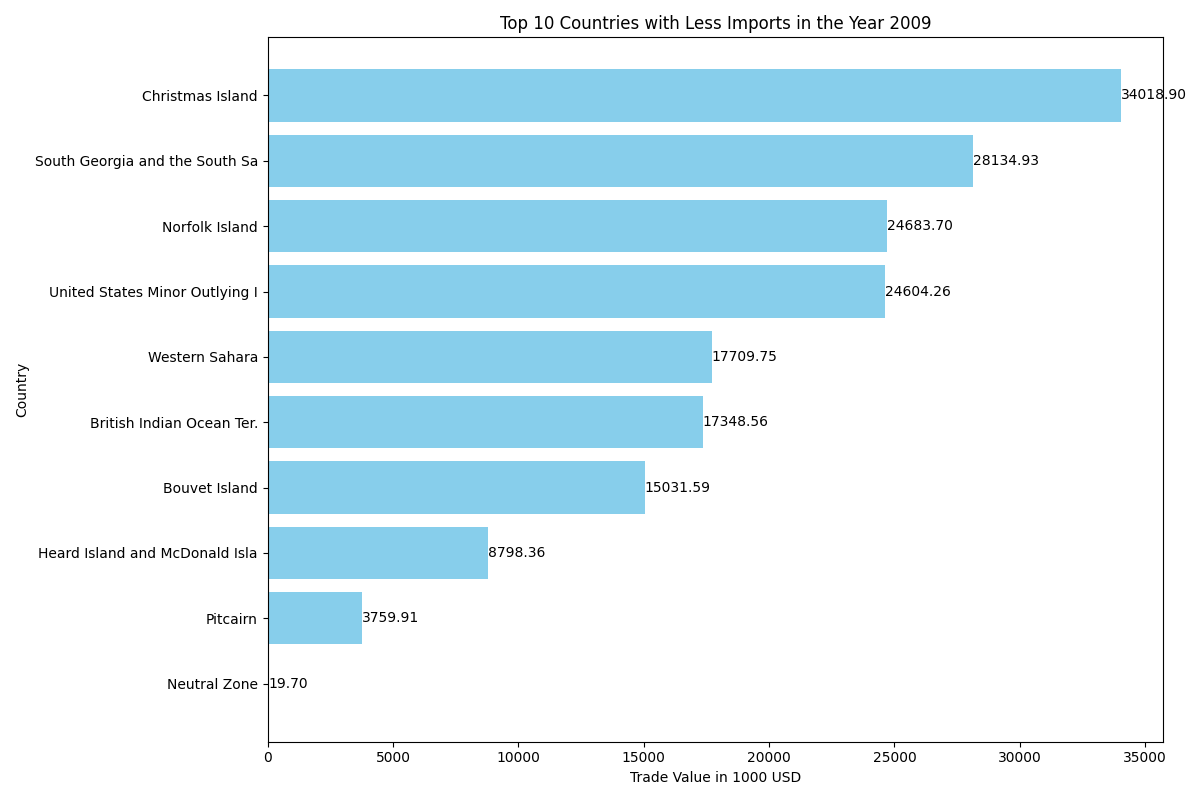 Top 10 Countries with Less Imports in the Year 2009
Country
Christmas Island 34018.90
South Georgia and the South Sa 28134.93
Norfolk Island 24683.70
United States Minor Outlying I 24604.26
Western Sahara 17709.75
British Indian Ocean Ter. 17348.56
Bouvet Island 15031.59
Heard Island and McDonald Isla 8798.36
Pitcairn 3759.91
Neutral Zone 19.70
0 5000 10000 15000 20000 25000 30000 35000
Trade Value in 1000 USD